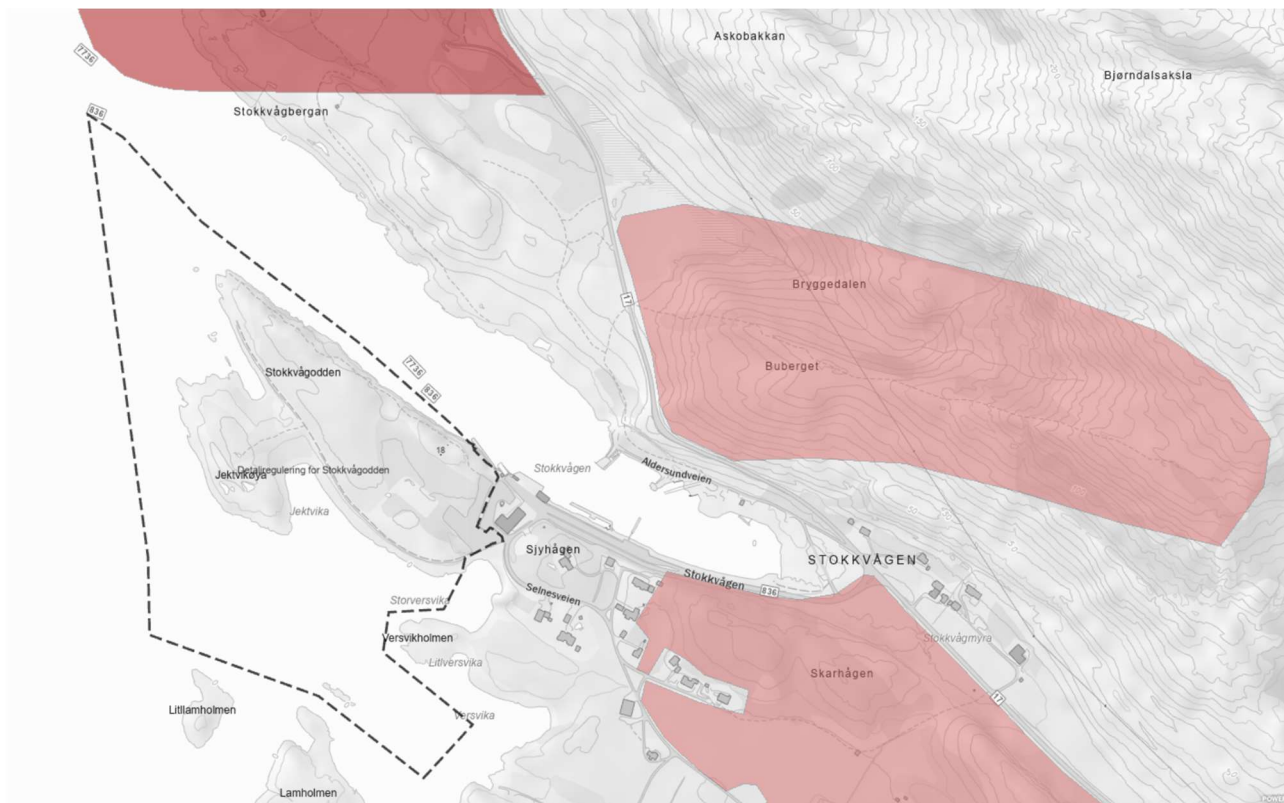 Askobakkan
7736
Bjørndalsaksla
836
Stokkvågbergan
Bryggedalen
17
7736
836
Stokkvågodden
Buberget
18
Stokkvågen
Aldersundveien
Detaljregulering for Stokkvågodden
Jektvikøya
Jektvika
Sjyhågen
STOKKVÅGEN
Stokkvågen
836
Selnesveien
Storversvika
Versvikholmen
Stokkvågmyra
Litlversvika
Skarhågen
17
Litllamholmen
Versvika
Lamholmen